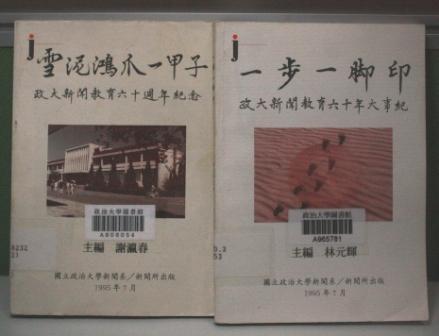 j
雪泥鴻爪一甲子
政大新聞教育六十週年紀念
政治大學圖書館
A808054
主編 謝瀛春
國立政治大學新聞系／新聞所出版
1995年7月
j
一步一腳印
政大新聞教育六十年大事紀
政治大學圖書館
A965781
主編 林元輝
國立政治大學新聞系／新聞所出版
1995年7月